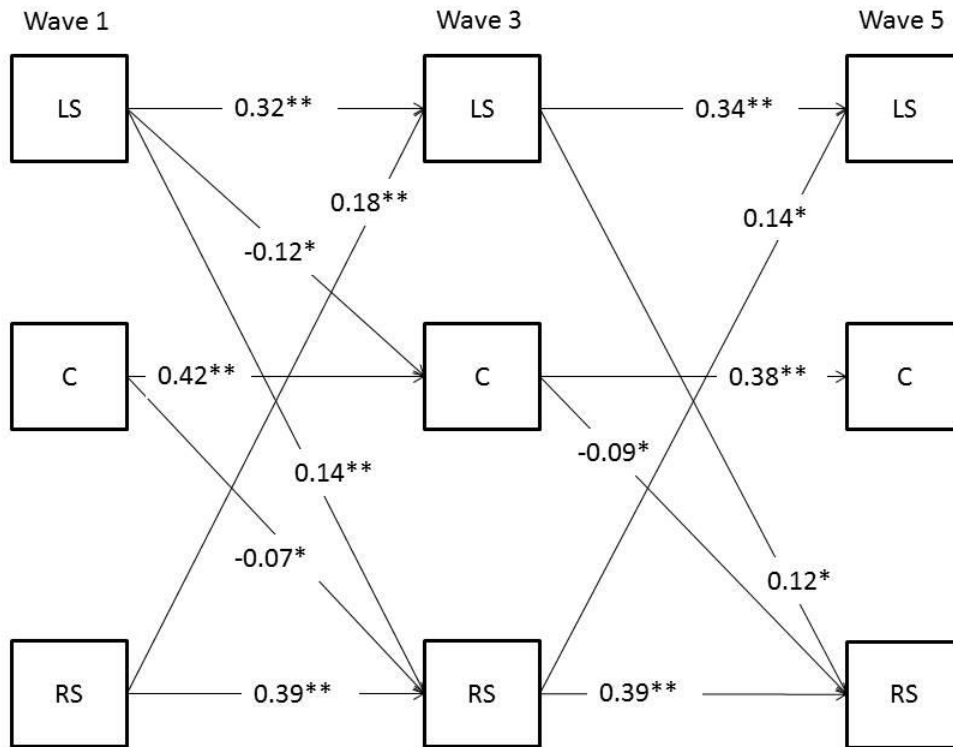 Wave 1 Wave 3 Wave 5
LS 0.32** LS 0.34** LS
0.18** 0.14*
-0.12*
C 0.42** C 0.38** C
-0.09*
0.14**
-0.07*
0.12*
RS 0.39** RS 0.39** RS